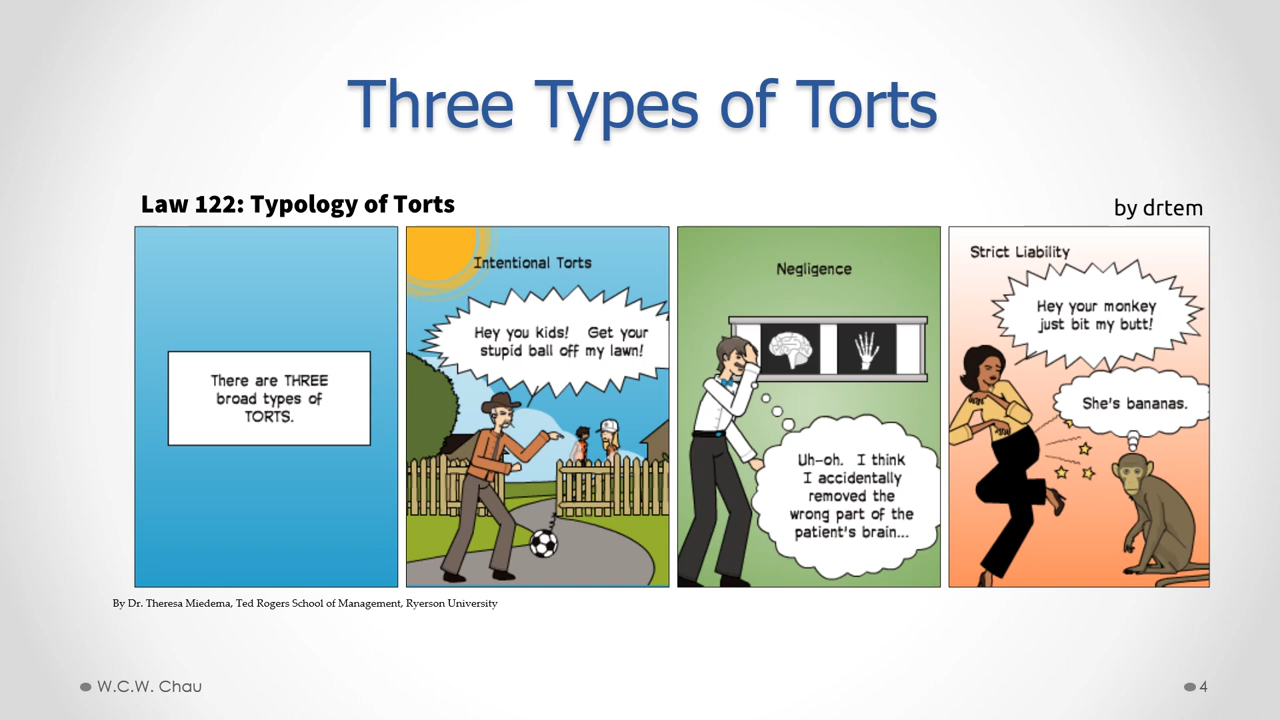 Three Types of Torts
Law 122: Typology of Torts
by drtem
There are THREE
broad types of
TORTS.
Intentional Torts
Hey you kids! Get your
stupid ball off my lawn!
Negligence
Uh-oh. I think
I accidentally
removed the
wrong part of the
patient's brain...
Strict Liability
Hey your monkey
just bit my butt!
She's bananas.
By Dr. Theresa Miedema, Ted Rogers School of Management, Ryerson University
W.C.W. Chau
4